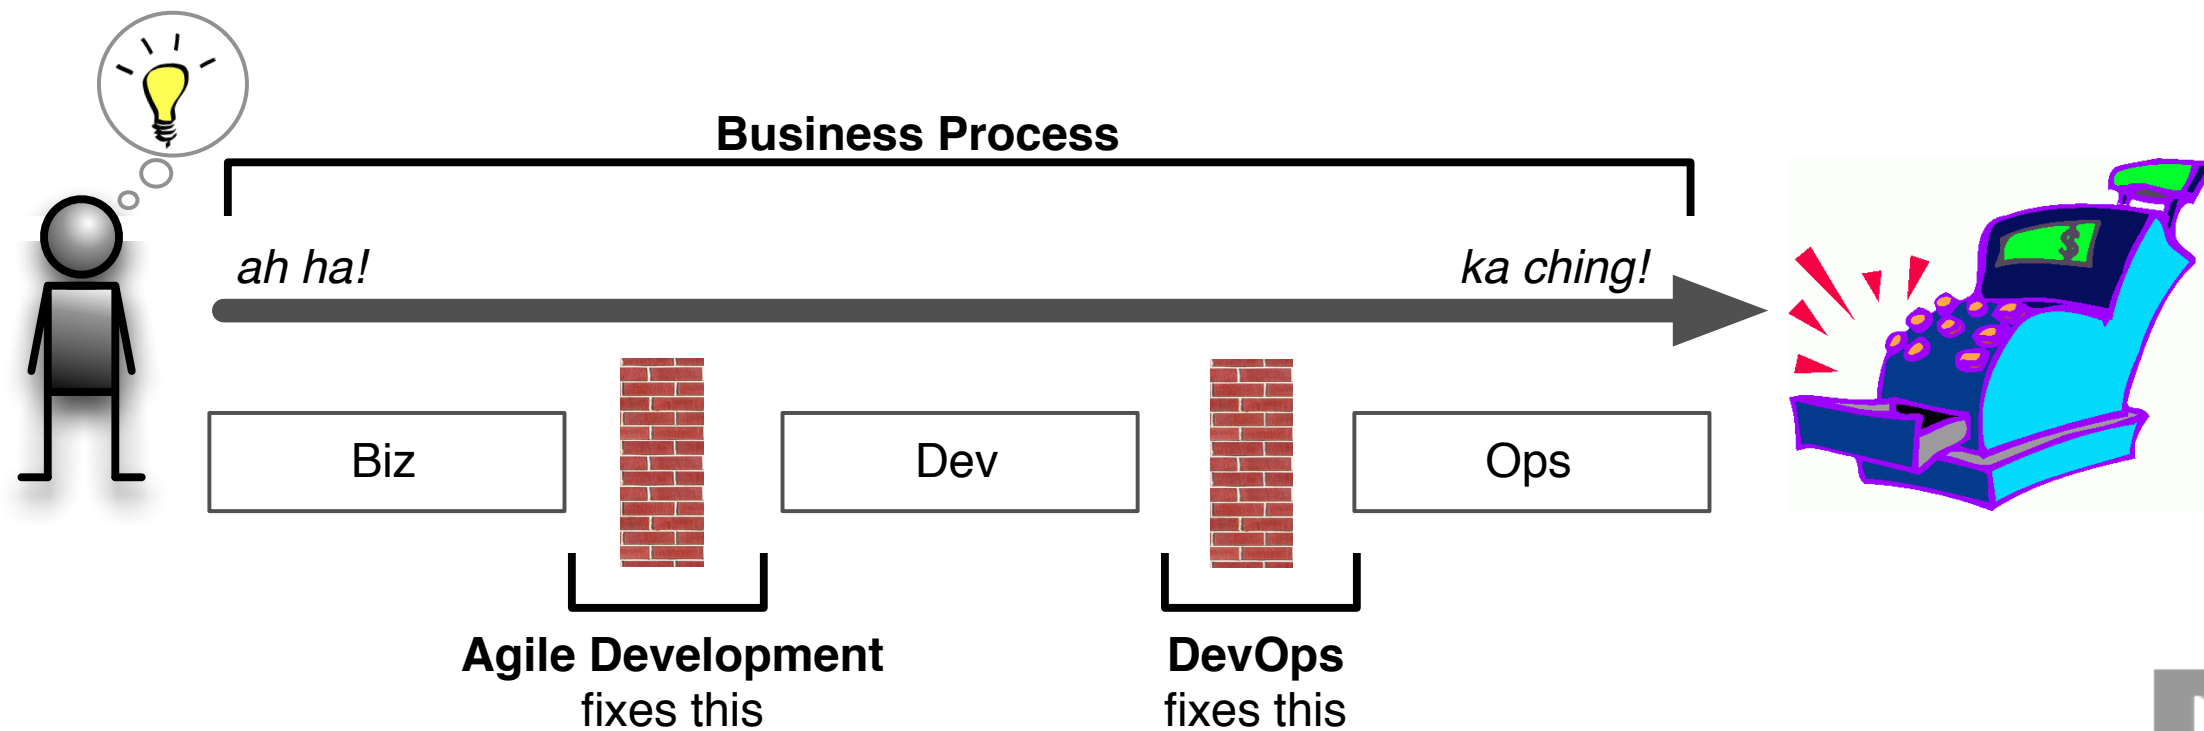 Business Process
ah ha!
ka ching!
$
Biz
Dev
Ops
Agile Development
fixes this
DevOps
fixes this